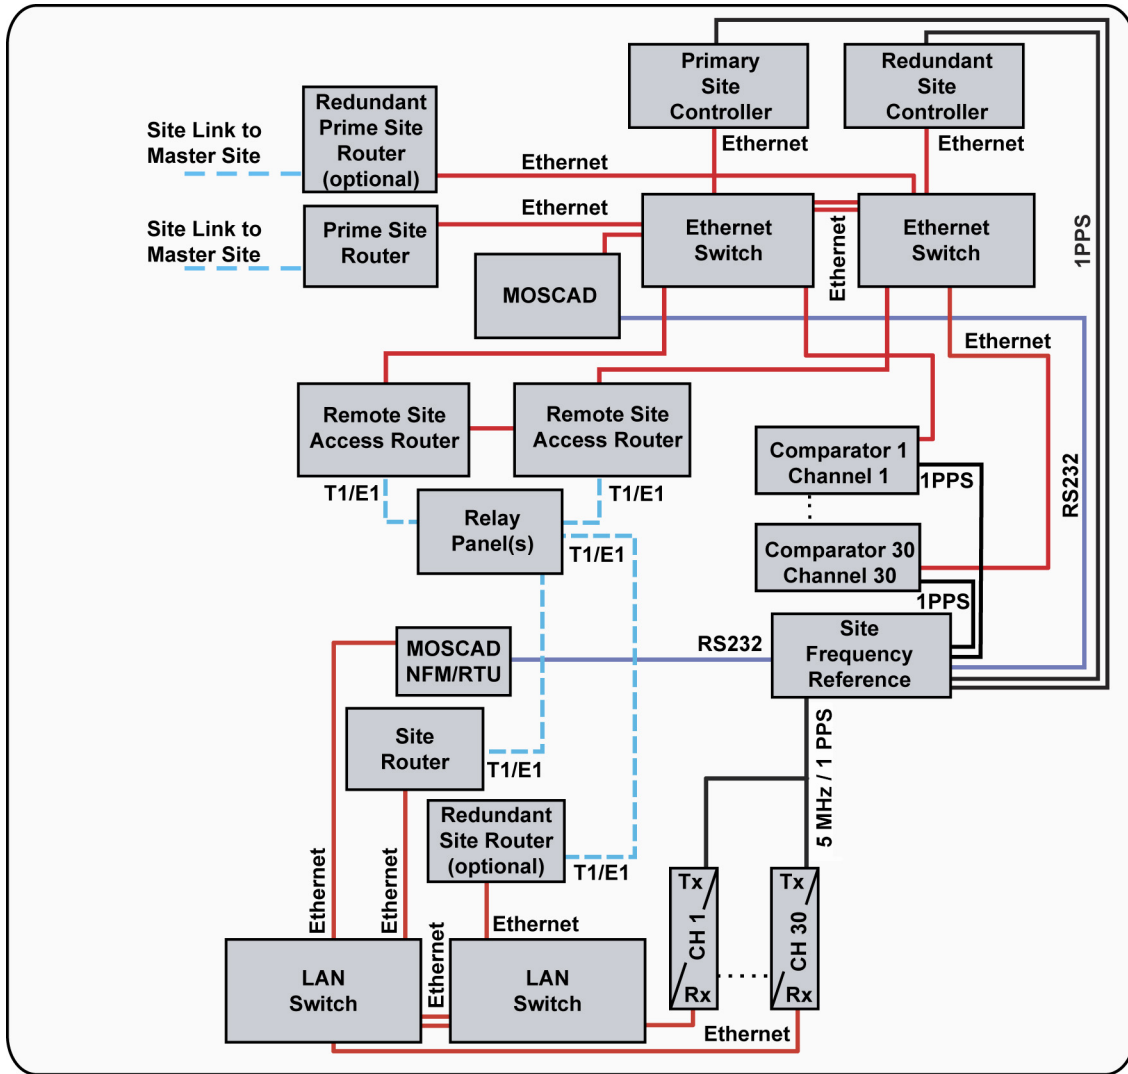 Primary
Site
Controller
Redundant
Site
Controller
Redundant
Prime Site
Router
(optional)
Site Link to
Master Site
Ethernet
Ethernet
Ethernet
Prime Site
Router
Site Link to
Master Site
Ethernet
Ethernet
Switch
Ethernet
Switch
Ethernet
1PPS
MOSCAD
Ethernet
Remote Site
Access Router
Remote Site
Access Router
Comparator 1
Channel 1
1PPS
RS232
T1/E1
T1/E1
Relay
Panel(s)
T1/E1
Comparator 30
Channel 30
1PPS
MOSCAD
NFM/RTU
RS232
Site
Frequency
Reference
Site
Router
T1/E1
5 MHz / 1 PPS
Redundant
Site Router
(optional)
T1/E1
Ethernet
Ethernet
Ethernet
Ethernet
LAN
Switch
LAN
Switch
Tx
CH 1
Rx
Tx
CH 30
Rx
Ethernet